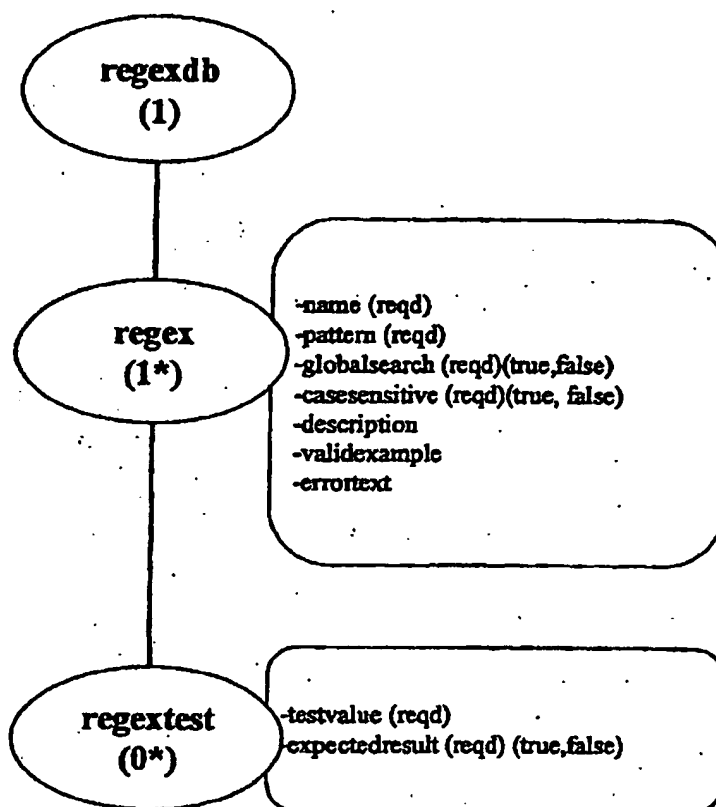 regexdb
(1)
regex
(1*)
-name (reqd)
-pattern (reqd)
-globalsearch (reqd)(true,false)
-casesensitive (reqd)(true, false)
-description
-validexample
-errortext
regextest
(0*)
-testvalue (reqd)
-expectedresult (reqd) (true,false)